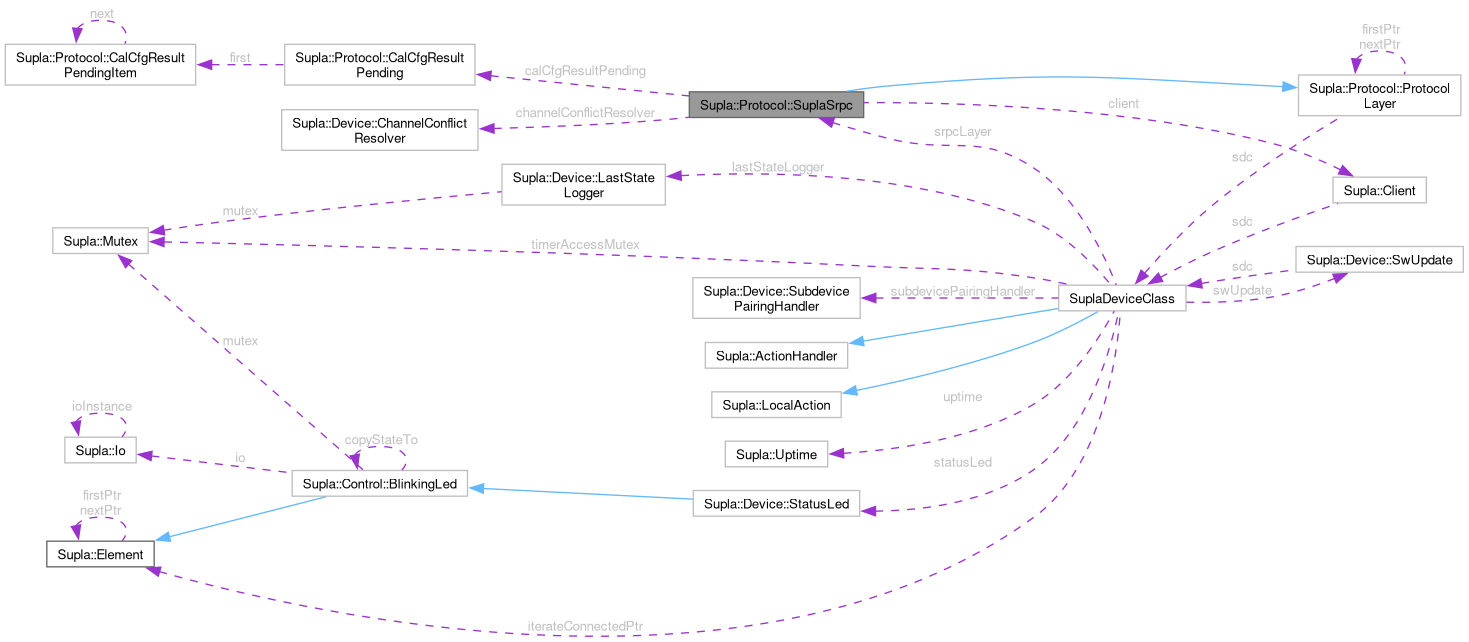 next
Supla::Protocol::CalCfgResult
PendingItem
first
Supla::Protocol::CalCfgResult
Pending
calCfgResultPending
Supla::Protocol::SuplaSrpc
firstPtr
nextPtr
Supla::Protocol::Protocol
Layer
client
Supla::Device::ChannelConflict
Resolver
channelConflictResolver
srpcLayer
sdc
Supla::Device::LastState
Logger
lastStateLogger
Supla::Client
mutex
sdc
Supla::Mutex
timerAccessMutex
Supla::Device::SwUpdate
sdc
swUpdate
Supla::Device::Subdevice
PairingHandler
subdevicePairingHandler
SuplaDeviceClass
mutex
Supla::ActionHandler
Supla::LocalAction
uptime
ioInstance
Supla::Io
io
copyStateTo
Supla::Control::BlinkingLed
Supla::Uptime
statusLed
Supla::Device::StatusLed
firstPtr
nextPtr
Supla::Element
iterateConnectedPtr